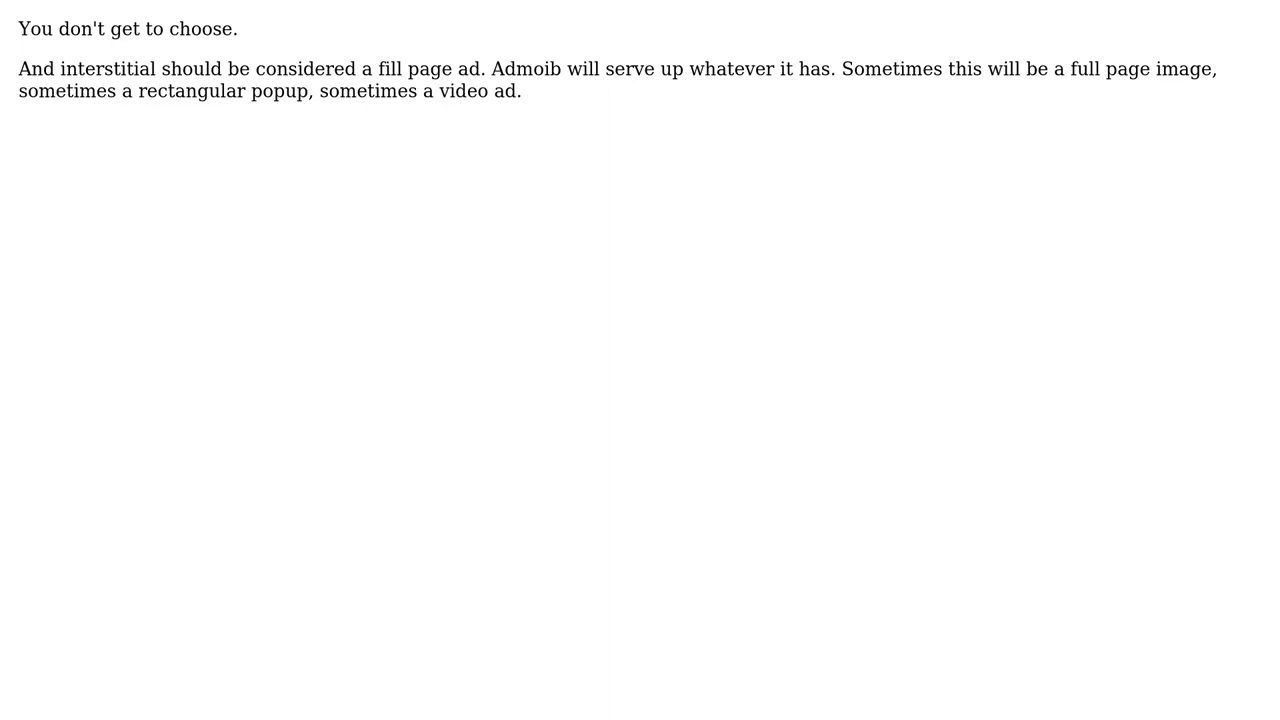 You don't get to choose.
And interstitial should be considered a fill page ad. Admoib will serve up whatever it has. Sometimes this will be a full page image,
sometimes a rectangular popup, sometimes a video ad.